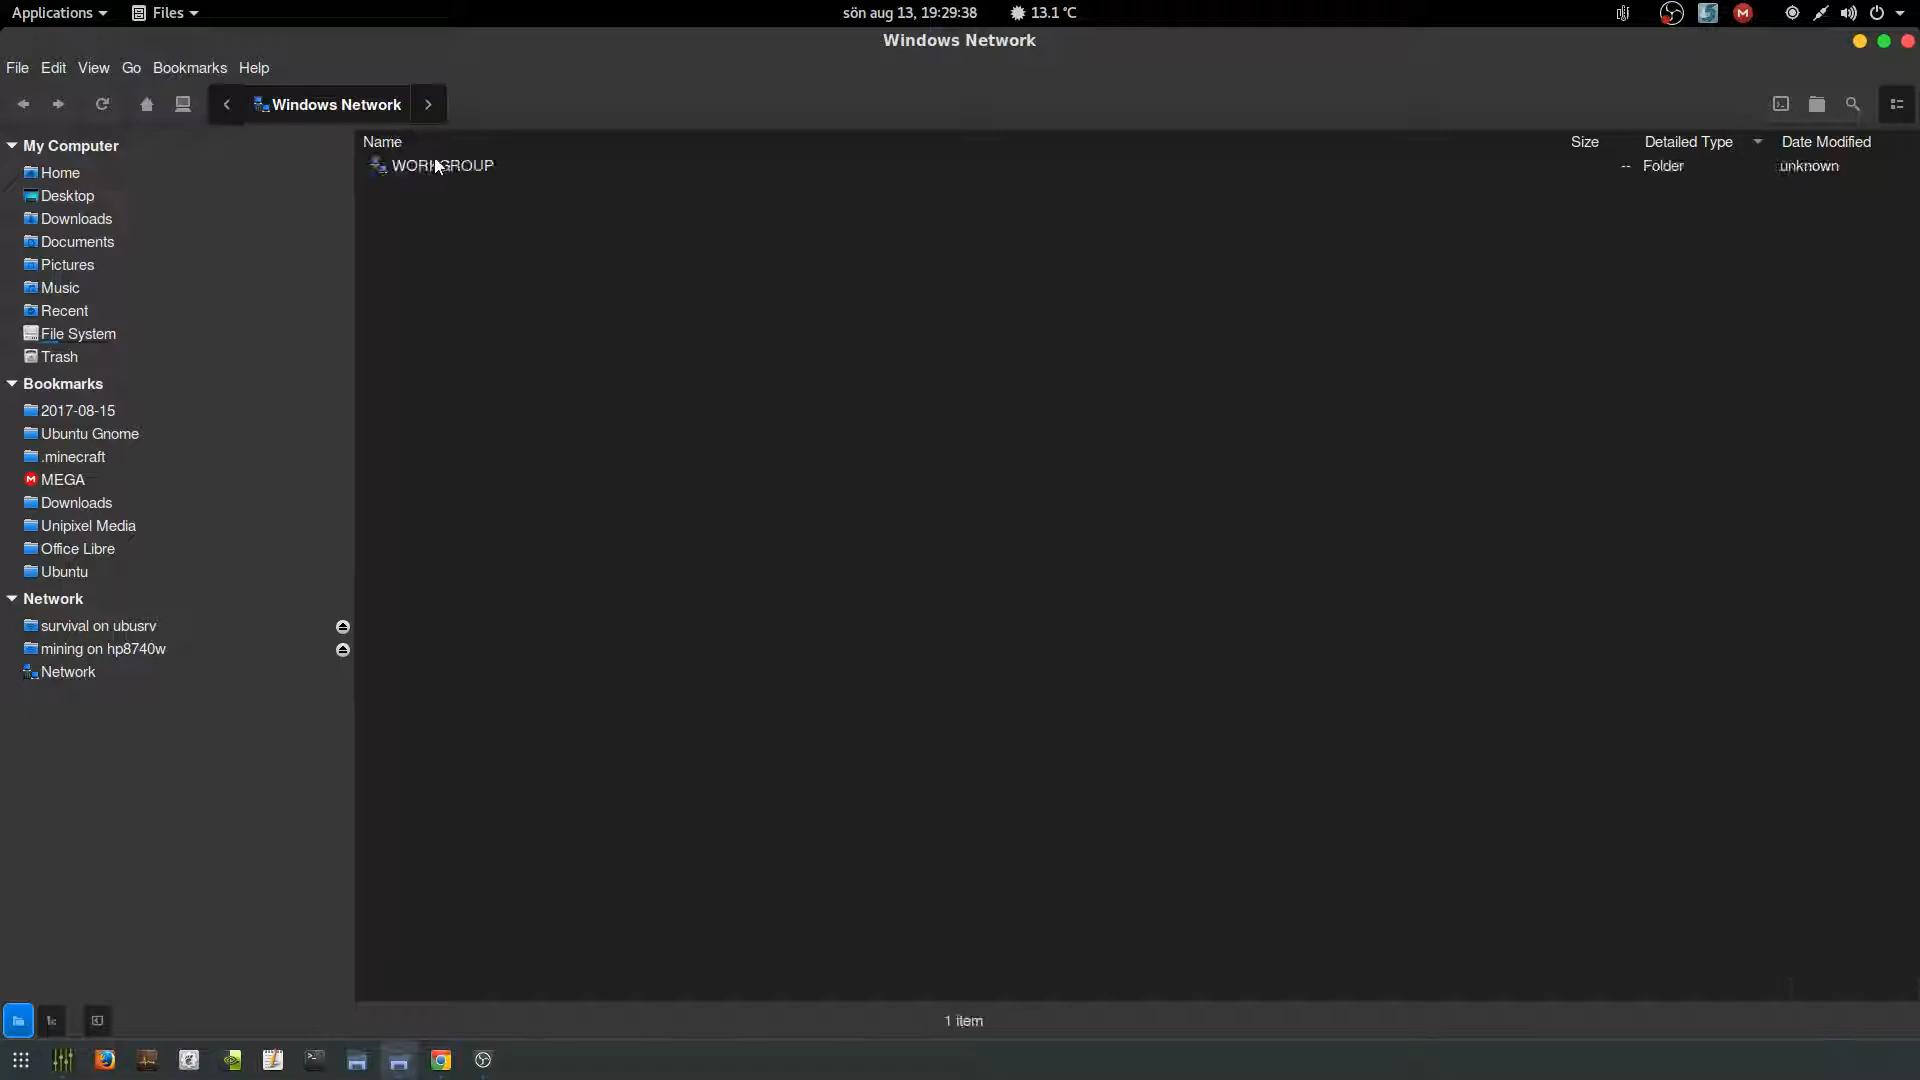 Applications Files sön aug 13, 19:29:38 13.1 °C
Windows Network
File Edit View Go Bookmarks Help
Windows Network
My Computer
Home
Desktop
Downloads
Documents
Pictures
Music
Recent
File System
Trash
Bookmarks
2017-08-15
Ubuntu Gnome
.minecraft
MEGA
Downloads
Unipixel Media
Office Libre
Ubuntu
Network
survival on ubusrv
mining on hp8740w
Network
Name Size Detailed Type Date Modified
WORKGROUP -- Folder unknown
1 item